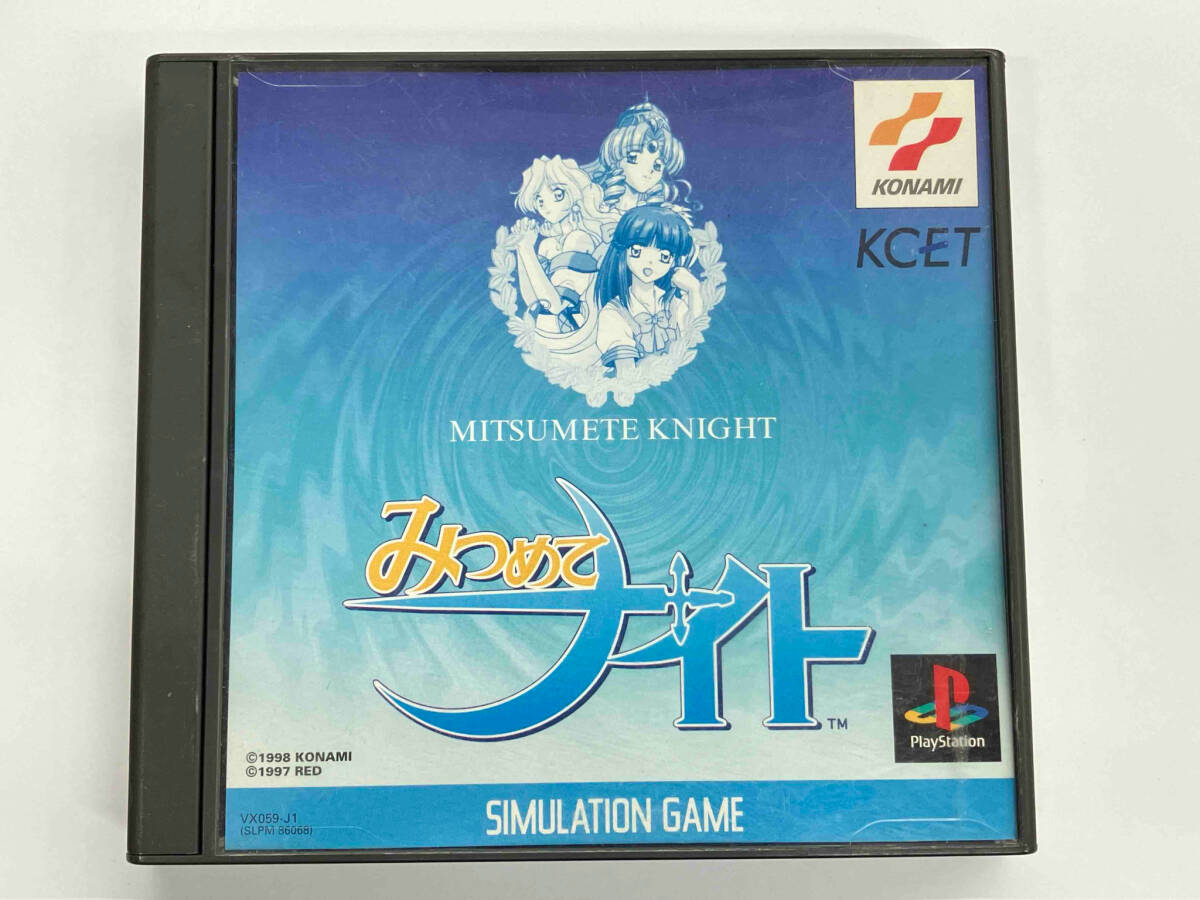 KONAMI
KCET
MITSUMETE KNIGHT
みつめて
ナイト
TM
PlayStation
©1998 KONAMI
©1997 RED
VX059-J1
(SLPM 86068)
SIMULATION GAME